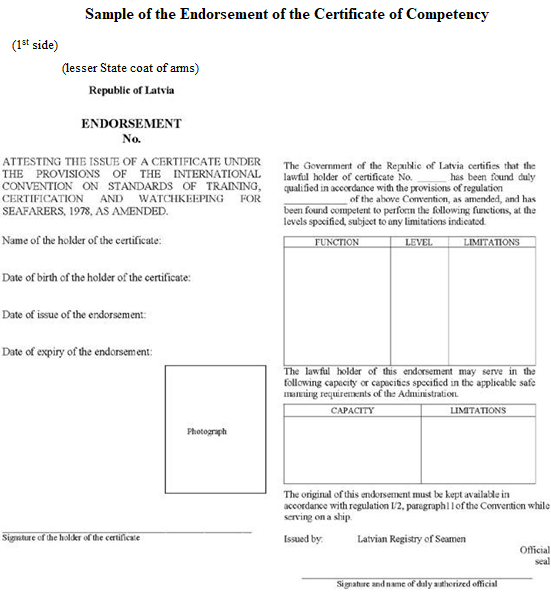 Sample of the Endorsement of the Certificate of Competency
(1st side)
(lesser State coat of arms)
Republic of Latvia
ENDORSEMENT
No.
ATTESTING THE ISSUE OF A CERTIFICATE UNDER
THE PROVISIONS OF THE INTERNATIONAL
CONVENTION ON STANDARDS OF TRAINING,
CERTIFICATION AND WATCHKEEPING FOR
SEAFARERS, 1978, AS AMENDED.
Name of the holder of the certificate:
Date of birth of the holder of the certificate:
Date of issue of the endorsement:
Date of expiry of the endorsement:
Photograph
Signature of the holder of the certificate
The Government of the Republic of Latvia certifies that the
lawful holder of certificate No. ______ has been found duly
qualified in accordance with the provisions of regulation
____________ of the above Convention, as amended, and has
been found competent to perform the following functions, at the
levels specified, subject to any limitations indicated.
FUNCTION LEVEL LIMITATIONS
The lawful holder of this endorsement may serve in the
following capacity or capacities specified in the applicable safe
manning requirements of the Administration.
CAPACITY LIMITATIONS
The original of this endorsement must be kept available in
accordance with regulation I/2, paragraph11of the Convention while
serving on a ship.
Issued by: Latvian Registry of Seamen
Official
seal
Signature and name of duly authorized official